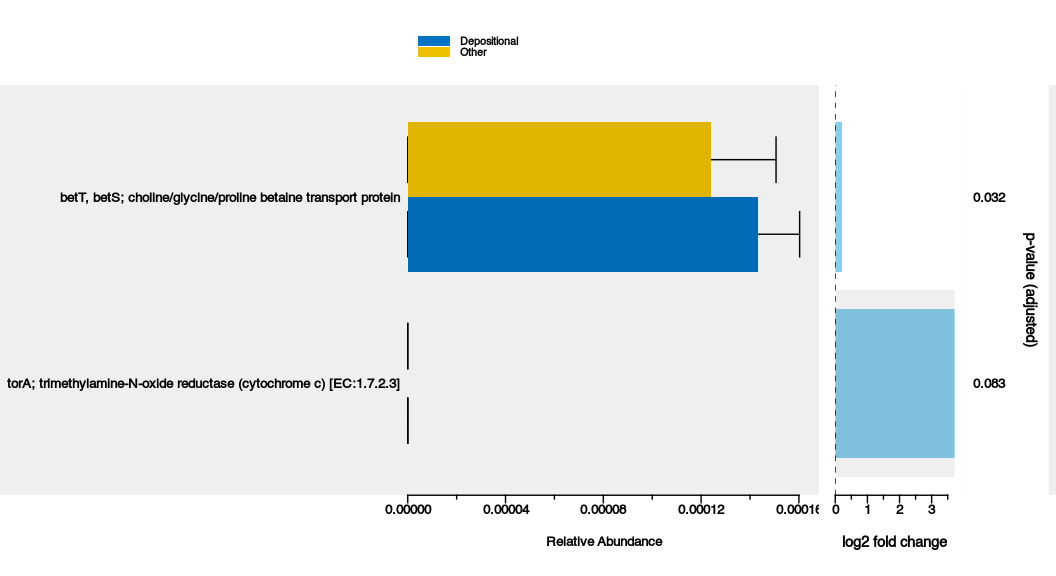 Depositional
Other
betT, betS; choline/glycine/proline betaine transport protein
0.032
torA; trimethylamine-N-oxide reductase (cytochrome c) [EC:1.7.2.3]
0.083
p-value (adjusted)
0.00000 0.00004 0.00008 0.00012 0.00016
0 1 2 3
Relative Abundance
log2 fold change